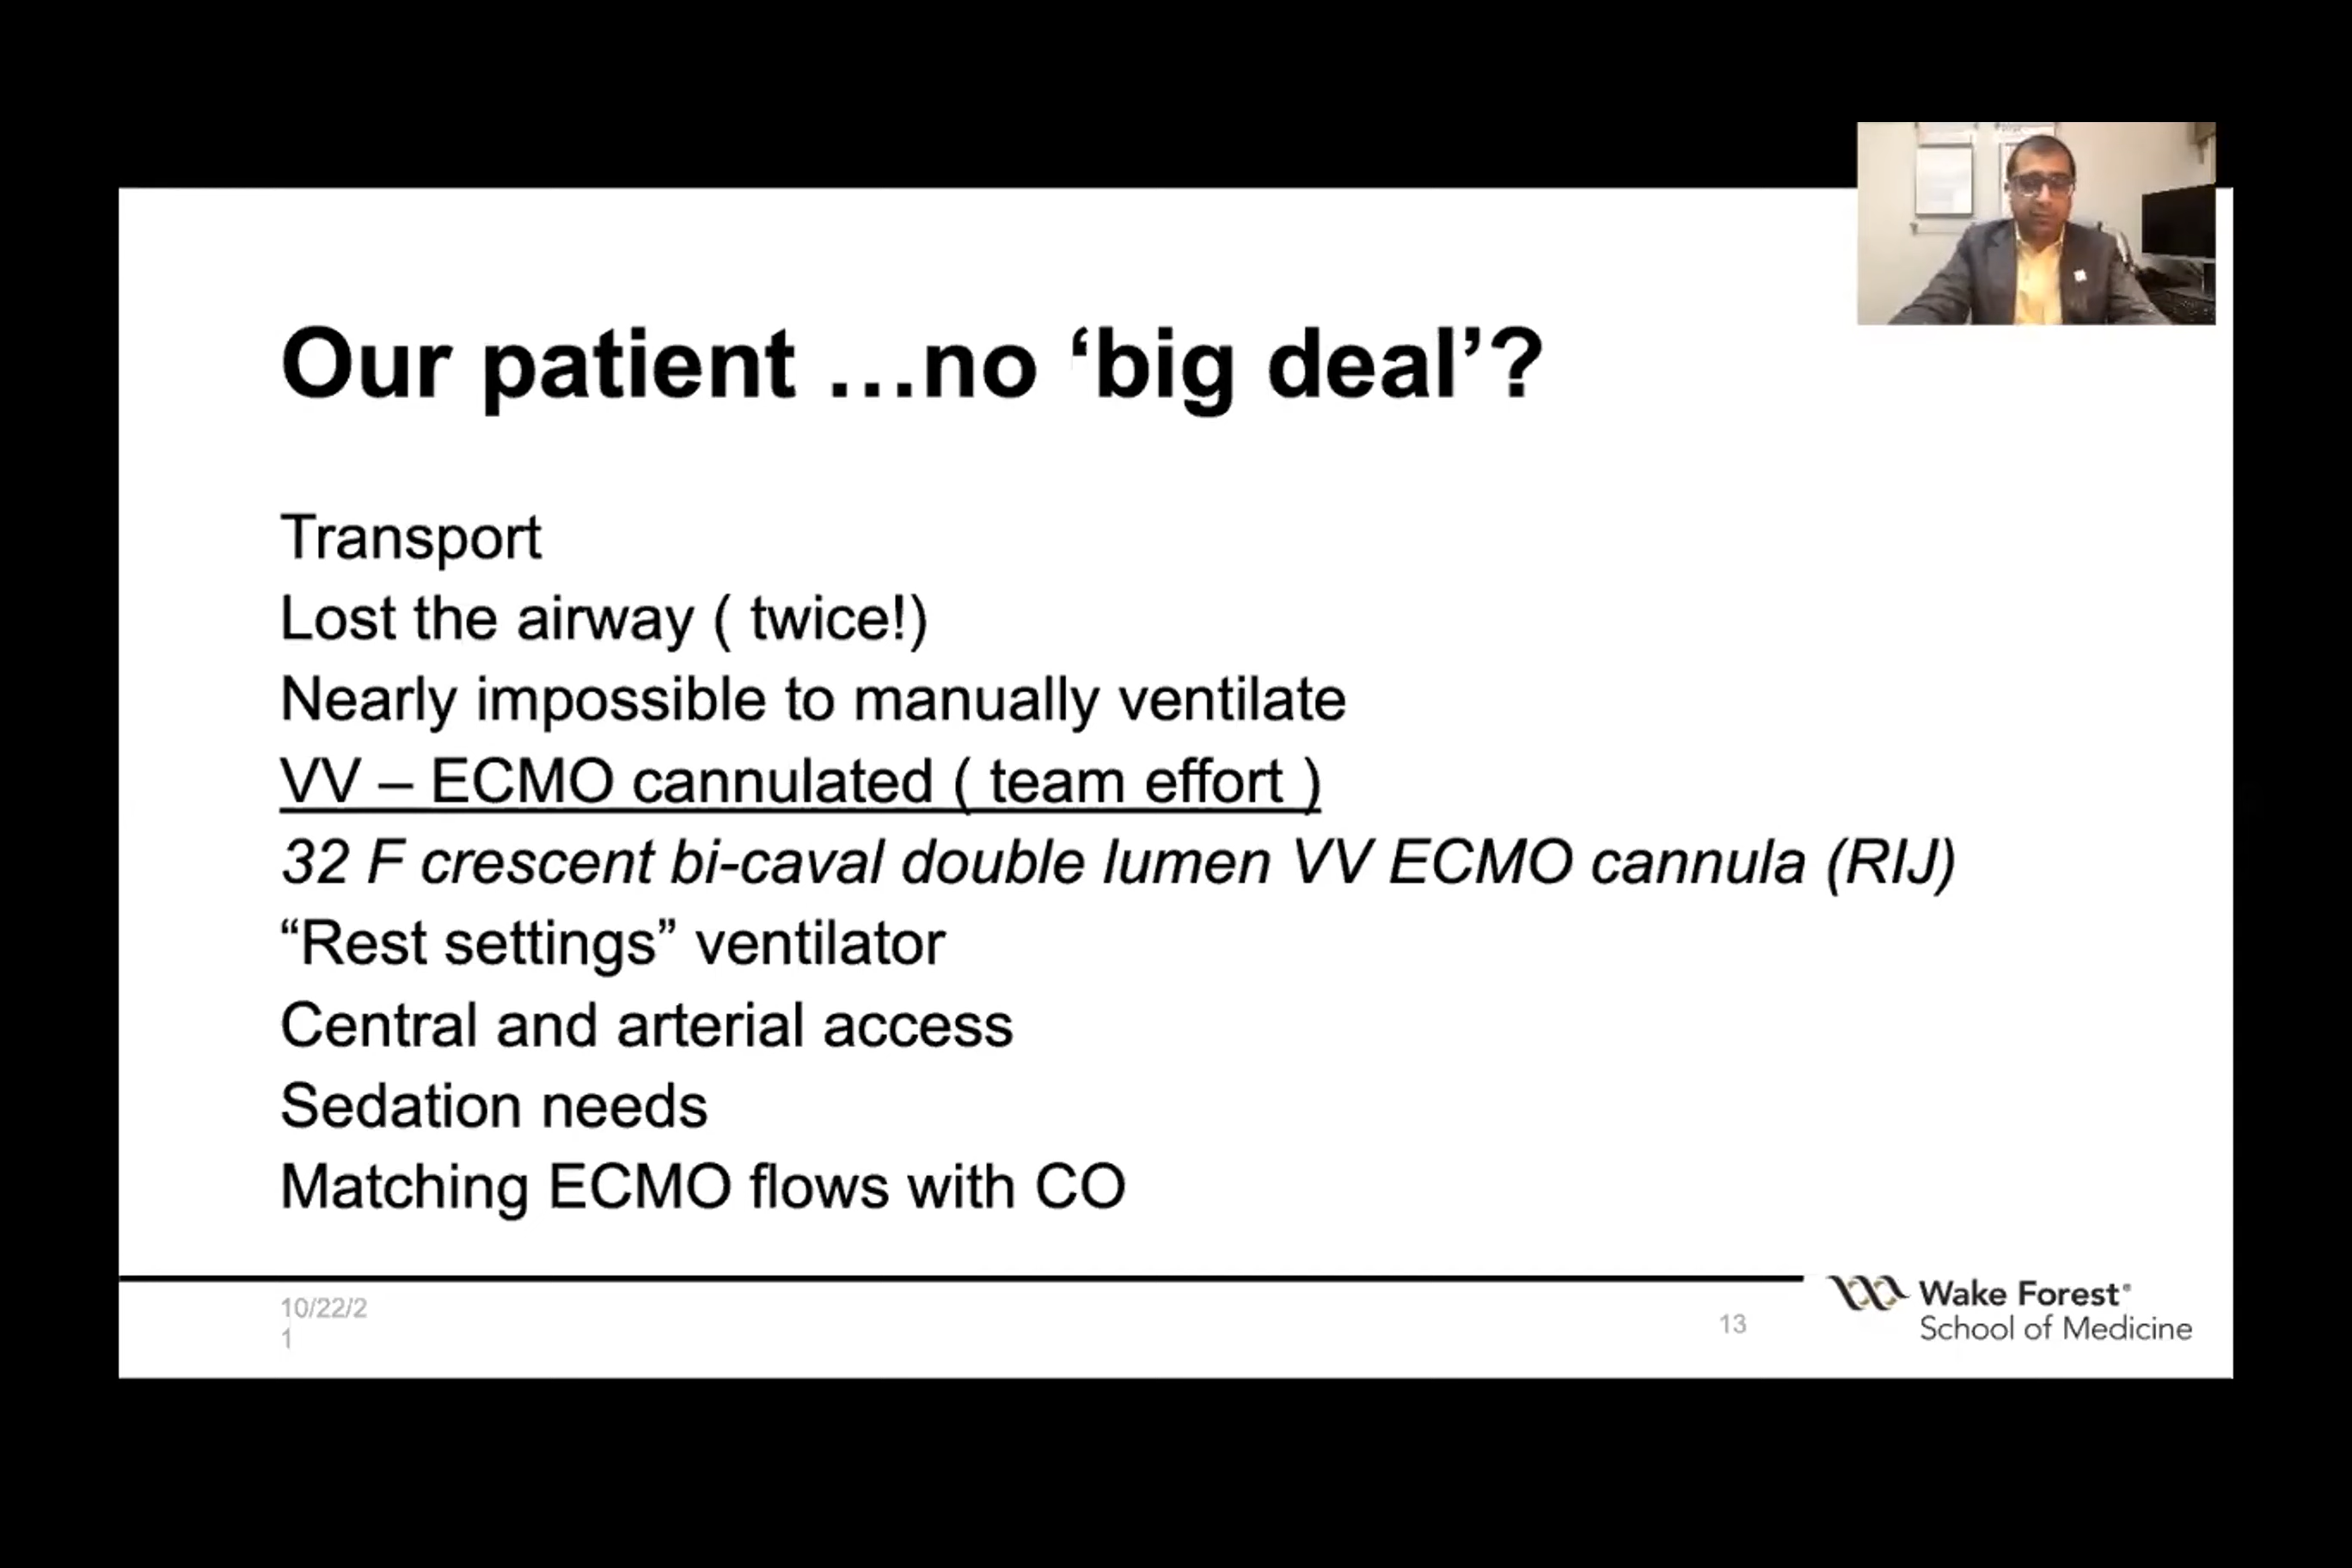 Our patient …no ‘big deal’?
Transport
Lost the airway ( twice!)
Nearly impossible to manually ventilate
VV – ECMO cannulated ( team effort )
32 F crescent bi-caval double lumen VV ECMO cannula (RIJ)
“Rest settings” ventilator
Central and arterial access
Sedation needs
Matching ECMO flows with CO
10/22/2
1
13
Wake Forest®
School of Medicine